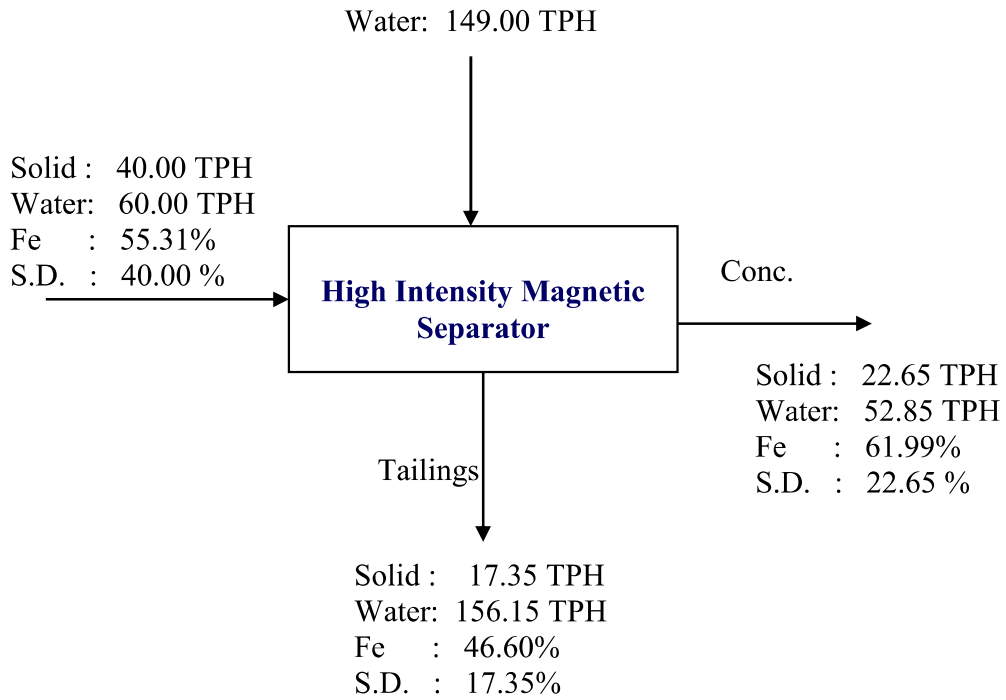 Water: 149.00 TPH
Solid : 40.00 TPH
Water: 60.00 TPH
Fe : 55.31%
S.D. : 40.00 %
High Intensity Magnetic
Separator
Conc.
Solid : 22.65 TPH
Water: 52.85 TPH
Fe : 61.99%
S.D. : 22.65 %
Tailings
Solid : 17.35 TPH
Water: 156.15 TPH
Fe : 46.60%
S.D. : 17.35%